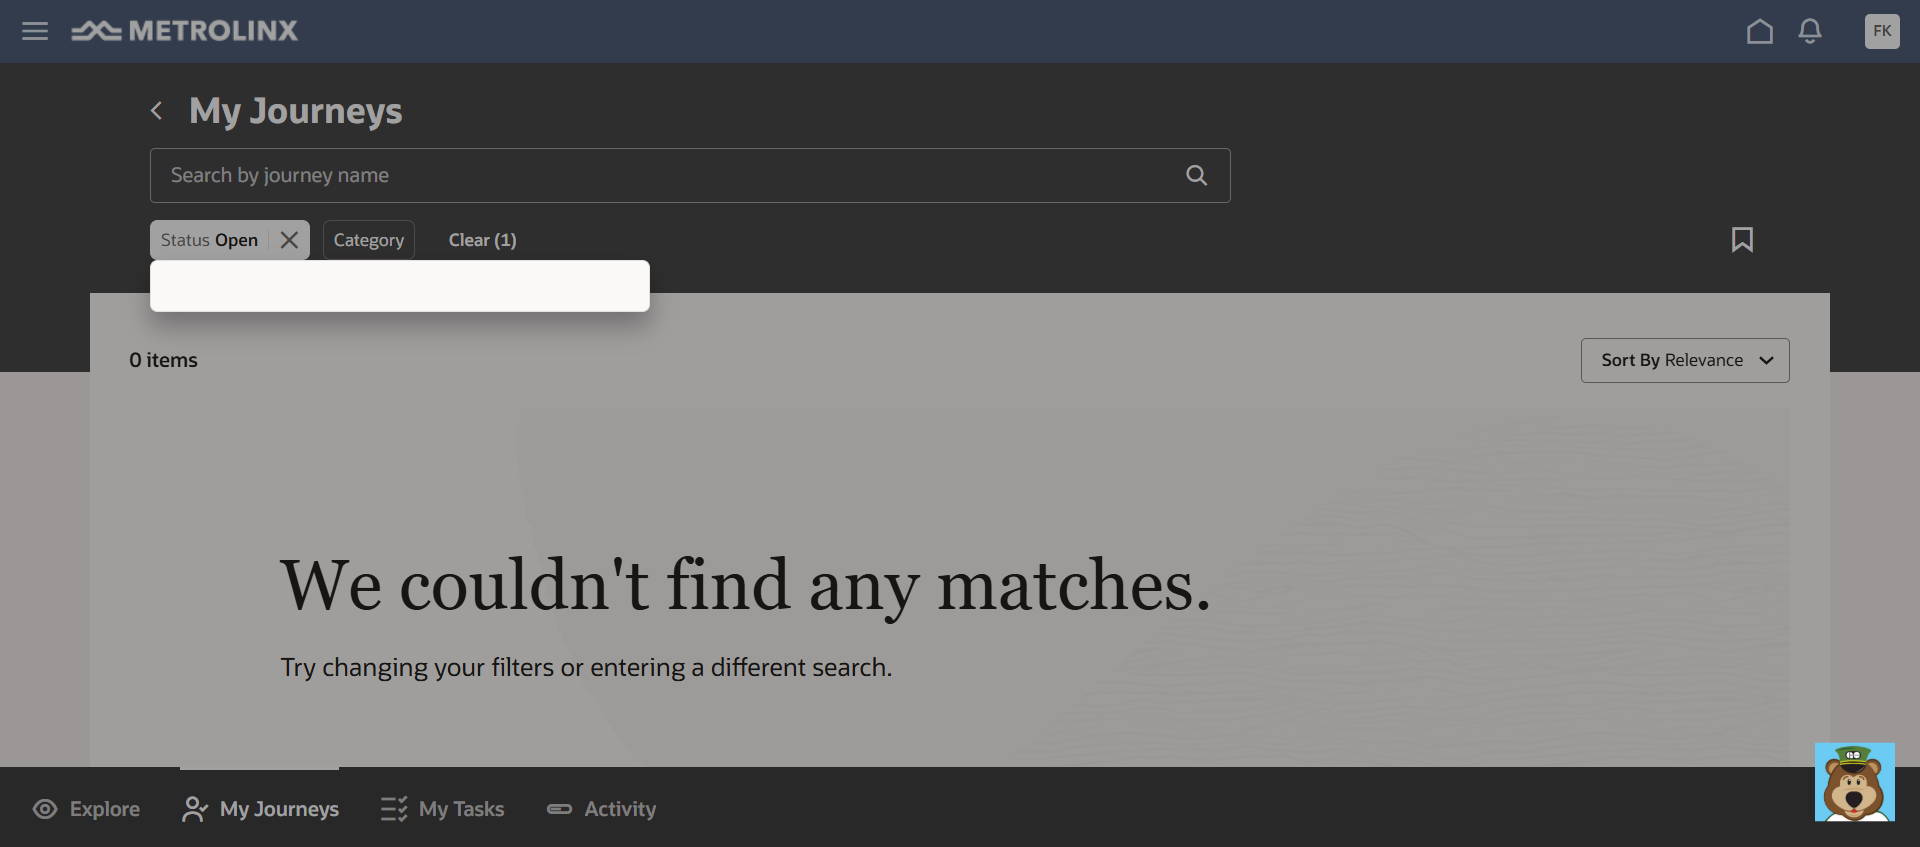 METROLINX
FK
My Journeys
Search by journey name
Status Open
Category
Clear (1)
0 items
Sort By Relevance
We couldn't find any matches.
Try changing your filters or entering a different search.
Explore
My Journeys
My Tasks
Activity